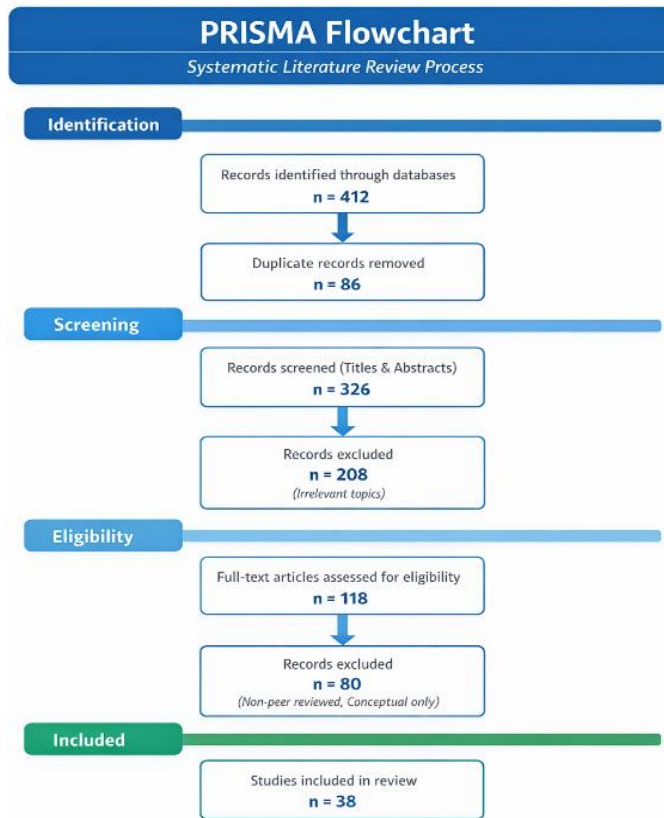 PRISMA Flowchart
Systematic Literature Review Process
Identification
Records identified through databases
n = 412
Duplicate records removed
n = 86
Screening
Records screened (Titles & Abstracts)
n = 326
Records excluded
n = 208
(Irrelevant topics)
Eligibility
Full-text articles assessed for eligibility
n = 118
Records excluded
n = 80
(Non-peer reviewed, Conceptual only)
Included
Studies included in review
n = 38